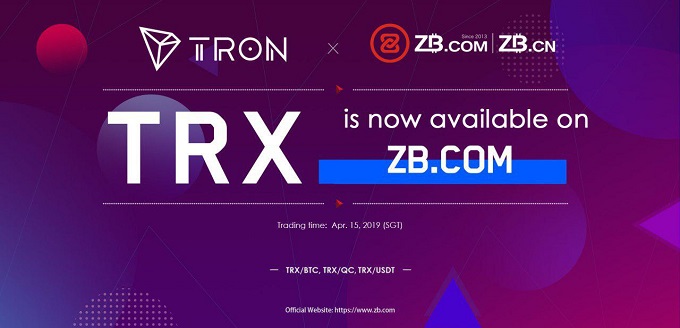 TRON × Since 2013 ZB.COM | ZB.CN
TRX
is now available on
ZB.COM
Trading time: Apr. 15, 2019 (SGT)
— TRX/BTC, TRX/QC, TRX/USDT —
Official Website: https://www.zb.com